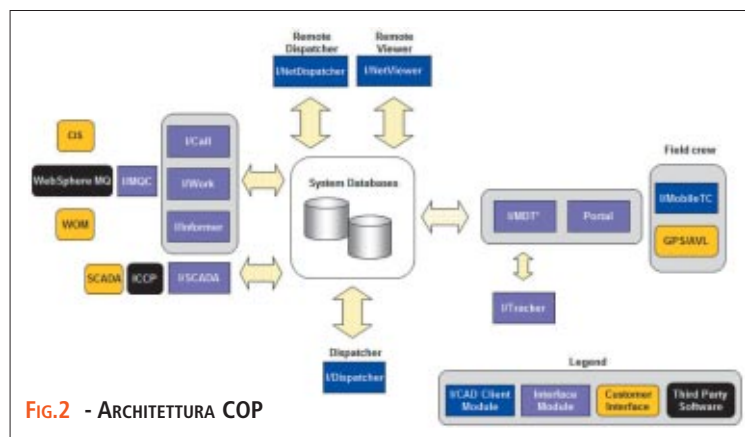 Remote
Dispatcher
I/NetDispatcher
Remote
Viewer
I/NetViewer
CIS
WebSphere MQ
I/MQC
WOM
I/Call
I/Work
I/Informer
SCADA
ICCP
I/SCADA
System Databases
I/MDT*
Portal
I/Tracker
Field crew
I/MobileTC
GPS/AVL
Dispatcher
I/Dispatcher
Legend
I/CAD Client
Module
Interface
Module
Customer
Interface
Third Party
Software
FIG.2 - ARCHITETTURA COP